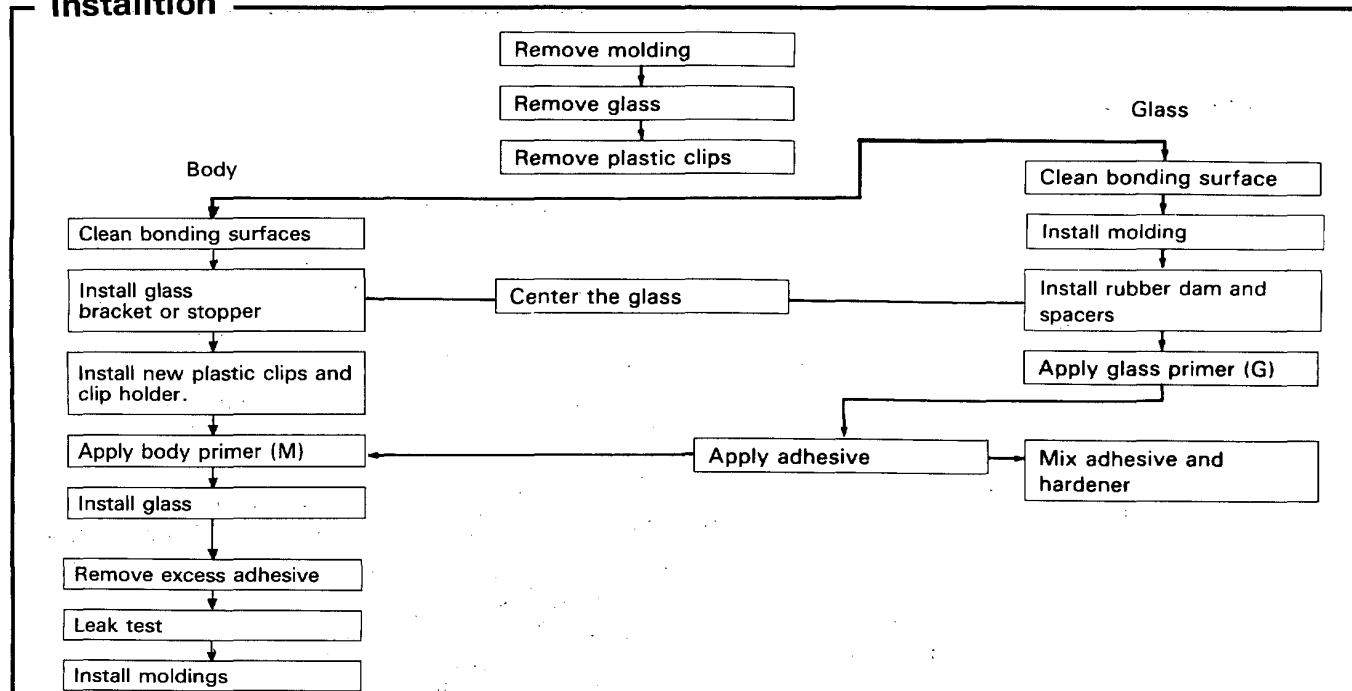 Installtion
Remove molding
Remove glass
Remove plastic clips
Body
Clean bonding surfaces
Install glass
bracket or stopper
Install new plastic clips and
clip holder.
Apply body primer (M)
Install glass
Remove excess adhesive
Leak test
Install moldings
Center the glass
Glass
Clean bonding surface
Install molding
Install rubber dam and
spacers
Apply glass primer (G)
Apply adhesive
Mix adhesive and
hardener